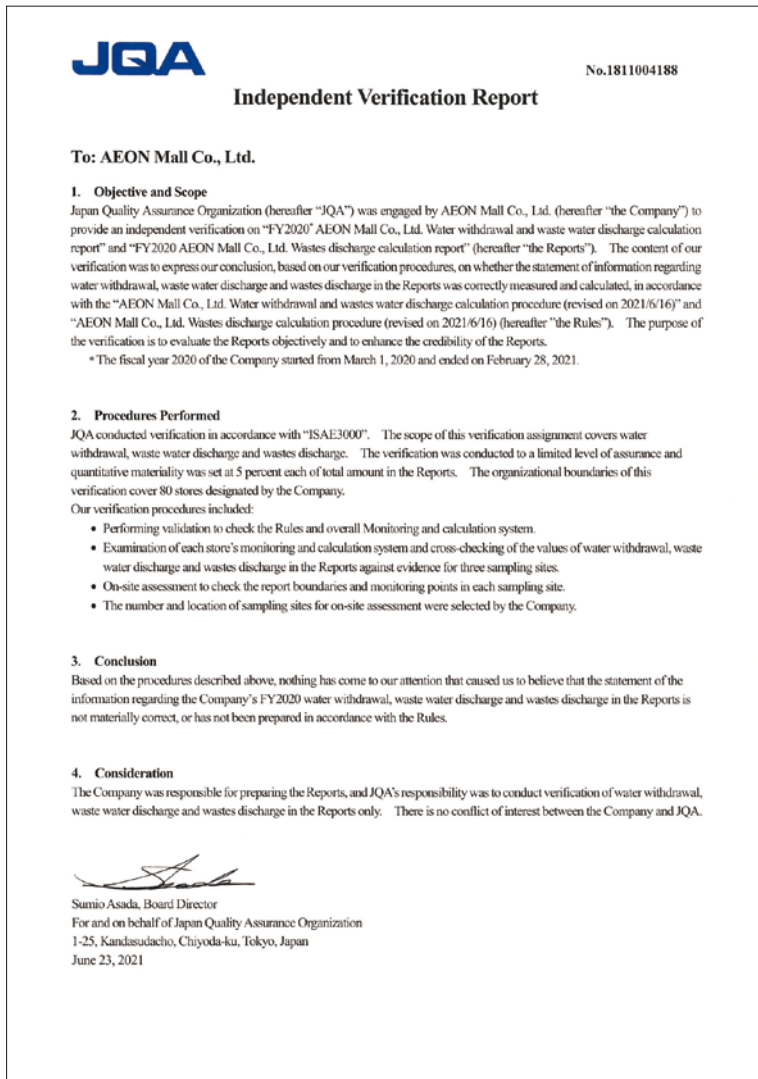 JQA
No.1811004188
Independent Verification Report
To: AEON Mall Co., Ltd.
1. Objective and Scope
Japan Quality Assurance Organization (hereafter “JQA”) was engaged by AEON Mall Co., Ltd. (hereafter “the Company”) to
provide an independent verification on “FY2020* AEON Mall Co., Ltd. Water withdrawal and waste water discharge calculation
report” and “FY2020 AEON Mall Co., Ltd. Wastes discharge calculation report” (hereafter “the Reports”). The content of our
verification was to express our conclusion, based on our verification procedures, on whether the statement of information regarding
water withdrawal, waste water discharge and wastes discharge in the Reports was correctly measured and calculated, in accordance
with the “AEON Mall Co., Ltd. Water withdrawal and wastes water discharge calculation procedure (revised on 2021/6/16)” and
“AEON Mall Co., Ltd. Wastes discharge calculation procedure (revised on 2021/6/16) (hereafter "the Rules"). The purpose of
the verification is to evaluate the Reports objectively and to enhance the credibility of the Reports.
* The fiscal year 2020 of the Company started from March 1, 2020 and ended on February 28, 2021.
2. Procedures Performed
JQA conducted verification in accordance with “ISAE3000”. The scope of this verification assignment covers water
withdrawal, waste water discharge and wastes discharge. The verification was conducted to a limited level of assurance and
quantitative materiality was set at 5 percent each of total amount in the Reports. The organizational boundaries of this
verification cover 80 stores designated by the Company.
Our verification procedures included:
• Performing validation to check the Rules and overall Monitoring and calculation system.
• Examination of each store’s monitoring and calculation system and cross-checking of the values of water withdrawal, waste
water discharge and wastes discharge in the Reports against evidence for three sampling sites.
• On-site assessment to check the report boundaries and monitoring points in each sampling site.
• The number and location of sampling sites for on-site assessment were selected by the Company.
3. Conclusion
Based on the procedures described above, nothing has come to our attention that caused us to believe that the statement of the
information regarding the Company’s FY2020 water withdrawal, waste water discharge and wastes discharge in the Reports is
not materially correct, or has not been prepared in accordance with the Rules.
4. Consideration
The Company was responsible for preparing the Reports, and JQA’s responsibility was to conduct verification of water withdrawal,
waste water discharge and wastes discharge in the Reports only. There is no conflict of interest between the Company and JQA.
Sumio Asada, Board Director
For and on behalf of Japan Quality Assurance Organization
1-25, Kandasudacho, Chiyoda-ku, Tokyo, Japan
June 23, 2021